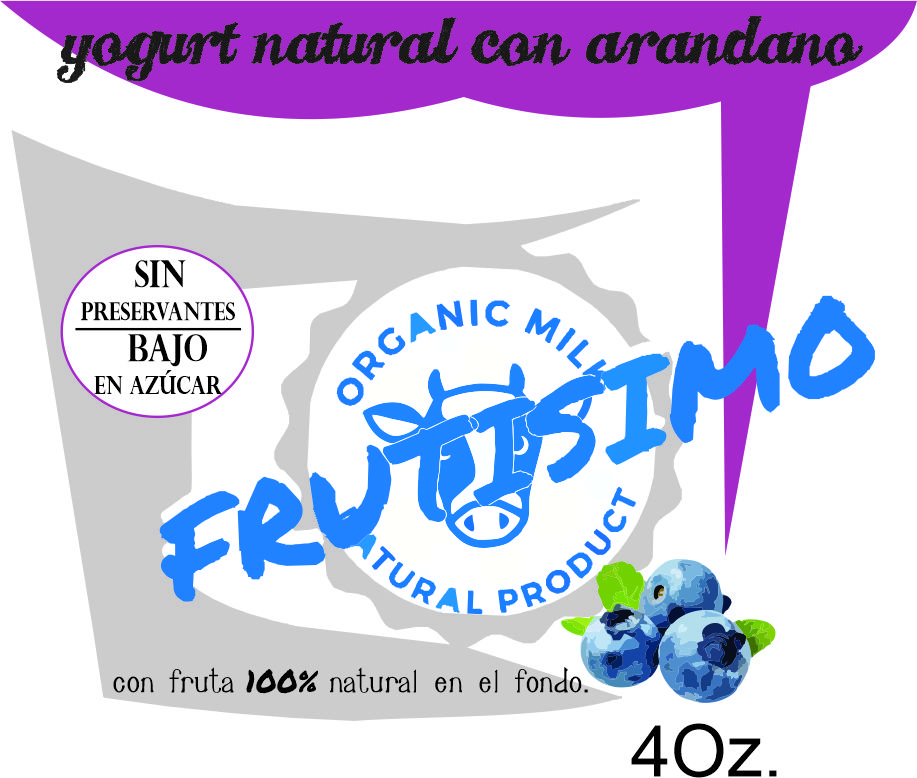 yogurt natural con arandano
SIN
PRESERVANTES
BAJO
EN AZÚCAR
ORGANIC MILK
FRUTISIMO
NATURAL PRODUCT
con fruta 100% natural en el fondo.
4Oz.